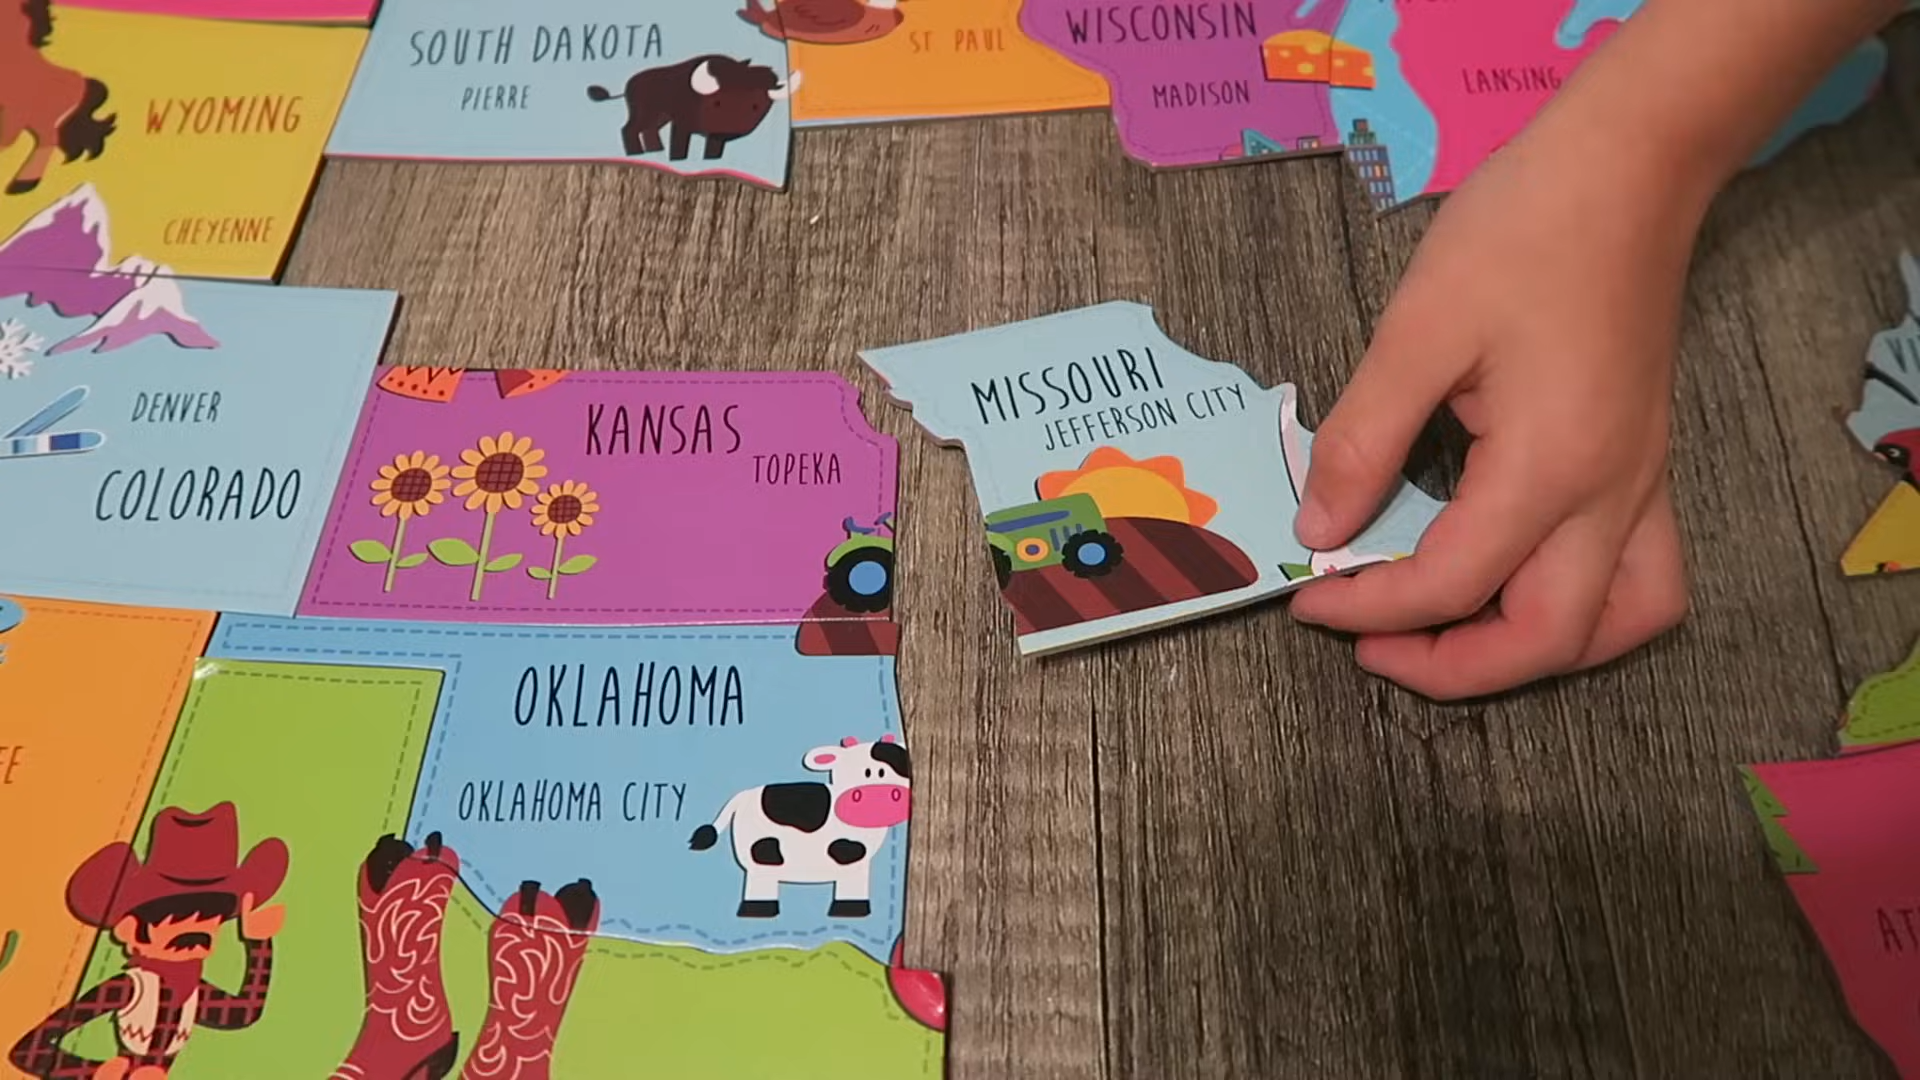 SOUTH DAKOTA
PIERRE
ST PAUL
WISCONSIN
MADISON
LANSING
WYOMING
CHEYENNE
MISSOURI
JEFFERSON CITY
DENVER
COLORADO
KANSAS
TOPEKA
OKLAHOMA
OKLAHOMA CITY